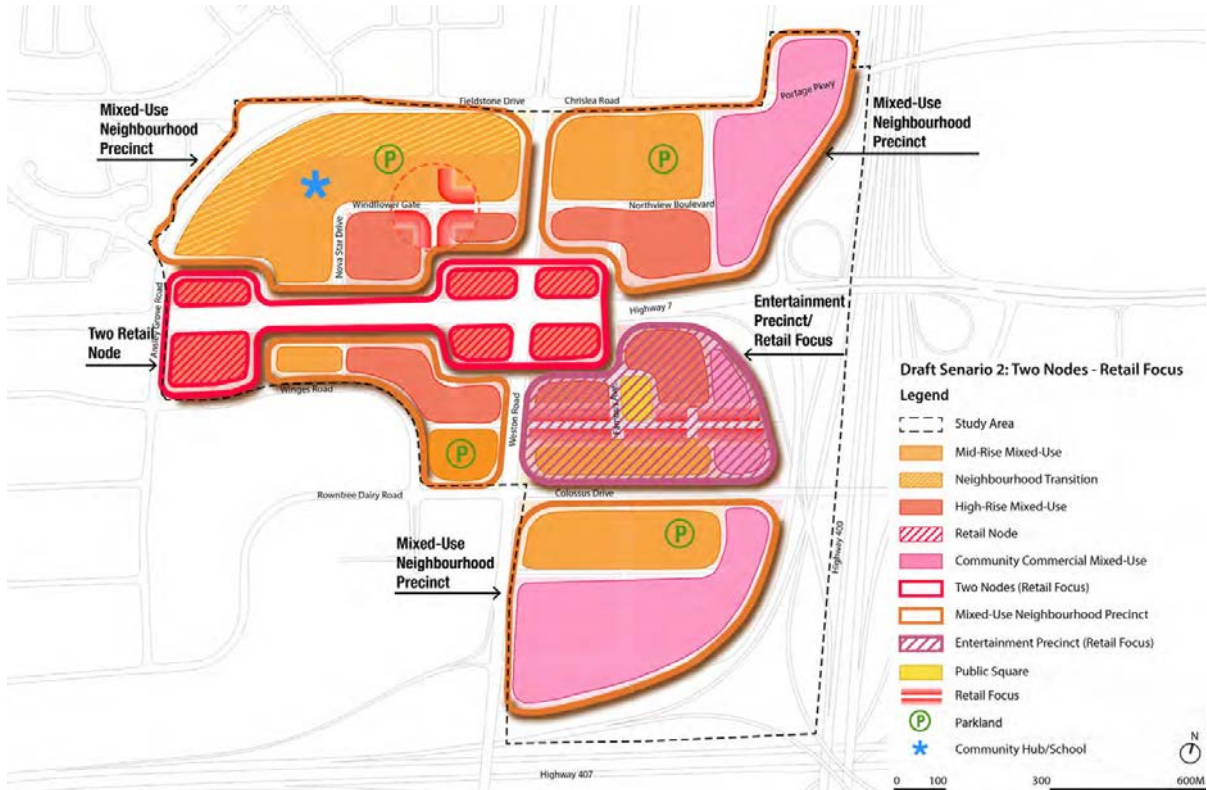 Fieldstone Drive
Chrislea Road
Portage Pkwy
Mixed-Use
Neighbourhood
Precinct
Mixed-Use
Neighbourhood
Precinct
P
P
Windflower Gate
Northview Boulevard
Nova Star Drive
Ansley Grove Road
Highway 7
Entertainment
Precinct/
Retail Focus
Two Retail
Node
Winges Road
Weston Road
P
Rowntree Dairy Road
Colossus Drive
P
Highway 400
Mixed-Use
Neighbourhood
Precinct
Highway 407
Draft Senario 2: Two Nodes - Retail Focus
Legend
Study Area
Mid-Rise Mixed-Use
Neighbourhood Transition
High-Rise Mixed-Use
Retail Node
Community Commercial Mixed-Use
Two Nodes (Retail Focus)
Mixed-Use Neighbourhood Precinct
Entertainment Precinct (Retail Focus)
Public Square
Retail Focus
P Parkland
Community Hub/School
N
0 100 300 600M